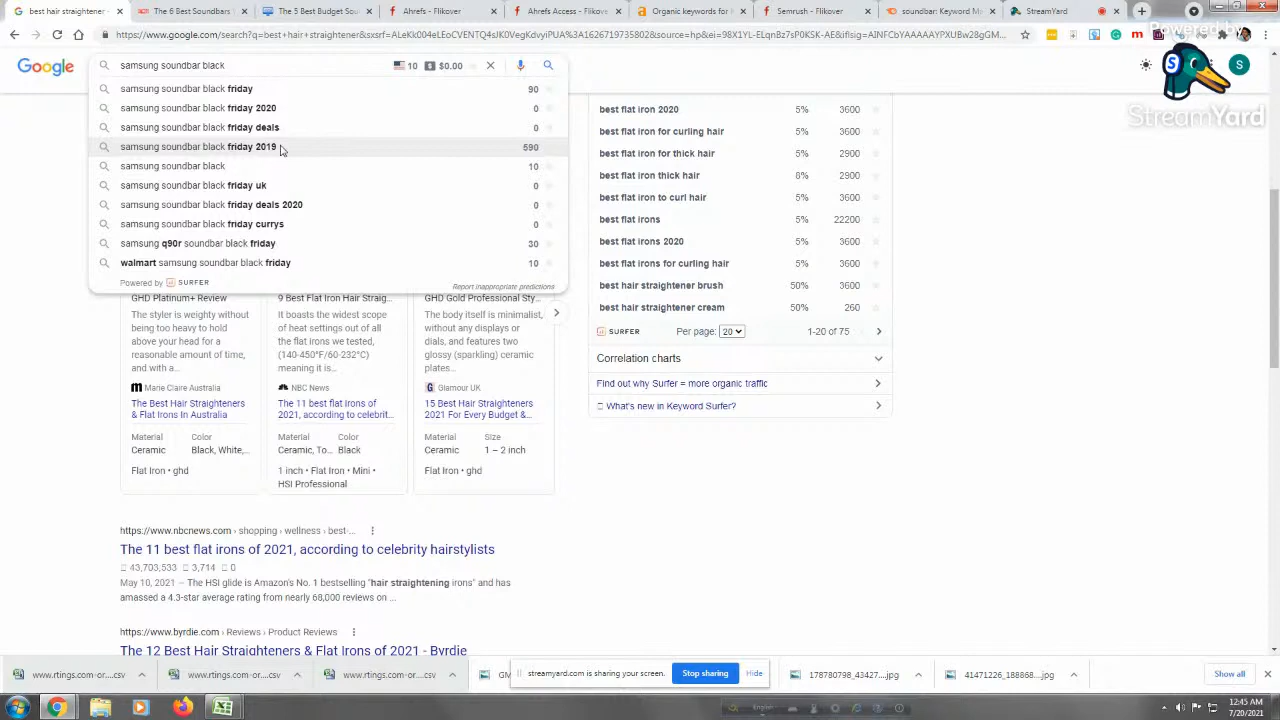 best hair straightener -
The 6 Best Soundbars
The 5 Best Budget Sou
Ahrefs - Flikover
Ahrefs Access - Flikove
Organic keywords for
Semrush - Flikover
soundbar: Keyword M
StreamYard
https://www.google.com/search?q=best+hair+straightener&sxsrf=ALeKk04eLEoTENTQ4HmregKdvyiPUA%3A1626719735802&source=hp&ei=98X1YL-ELqnBz7sP0KSK-AE&iflsig=AINFCbYAAAAAYPXUBw28gGM...
Powered by
Google
samsung soundbar black
10
$0.00
S
StreamYard
samsung soundbar black friday 90
samsung soundbar black friday 2020 0
samsung soundbar black friday deals 0
samsung soundbar black friday 2019 590
samsung soundbar black 10
samsung soundbar black friday uk 0
samsung soundbar black friday deals 2020 0
samsung soundbar black friday currys 0
samsung q90r soundbar black friday 30
walmart samsung soundbar black friday 10
Powered by SURFER
Report inappropriate predictions
best flat iron 2020 5% 3600
best flat iron for curling hair 5% 3600
best flat iron for thick hair 5% 2900
best flat iron thick hair 8% 2900
best flat iron to curl hair 5% 3600
best flat irons 5% 22200
best flat irons 2020 5% 3600
best flat irons for curling hair 5% 3600
best hair straightener brush 50% 3600
best hair straightener cream 50% 260
SURFER Per page: 20 1-20 of 75
Correlation charts
Find out why Surfer = more organic traffic
What's new in Keyword Surfer?
GHD Platinum+ Review
The styler is weighty without
being too heavy to hold
above your head for a
reasonable amount of time,
and with a...
Marie Claire Australia
The Best Hair Straighteners
& Flat Irons In Australia
Material Color
Ceramic Black, White,...
Flat Iron • ghd
9 Best Flat Iron Hair Straig...
It boasts the widest scope
of heat settings out of all
the flat irons we tested,
(140-450°F/60-232°C)
meaning it is...
NBC News
The 11 best flat irons of
2021, according to celebrit...
Material Color
Ceramic, To... Black
1 inch • Flat Iron • Mini •
HSI Professional
GHD Gold Professional Sty...
The body itself is minimalist,
without any displays or
dials, and features two
glossy (sparkling) ceramic
plates...
Glamour UK
15 Best Hair Straighteners
2021 For Every Budget &...
Material Size
Ceramic 1 – 2 inch
Flat Iron • ghd
https://www.nbcnews.com › shopping › wellness › best-...
The 11 best flat irons of 2021, according to celebrity hairstylists
43,703,533 3,714 0
May 10, 2021 — The HSI glide is Amazon's No. 1 bestselling "hair straightening irons" and has
amassed a 4.3-star average rating from nearly 68,000 reviews on ...
https://www.byrdie.com › Reviews › Product Reviews
The 12 Best Hair Straighteners & Flat Irons of 2021 - Byrdie
www.rtings.com-or....csv
www.rtings.com-or....csv
www.rtings.com-or....csv
streamyard.com is sharing your screen.
Stop sharing
Hide
178780798_43427....jpg
41471226_188868....jpg
Show all
English
12:45 AM
7/20/2021